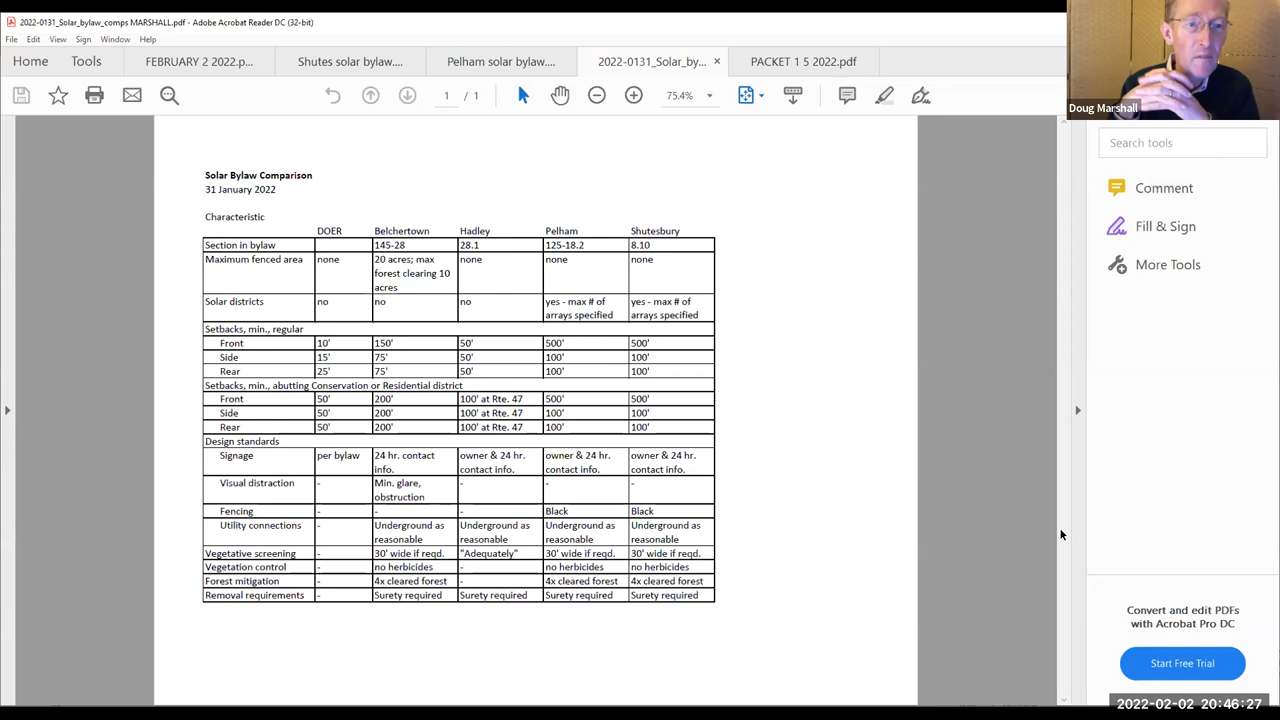 2022-0131_Solar_bylaw_comps MARSHALL.pdf - Adobe Acrobat Reader DC (32-bit)
File Edit View Sign Window Help
Home Tools FEBRUARY 2 2022.p... Shutes solar bylaw.... Pelham solar bylaw.... 2022-0131_Solar_by... × PACKET 1 5 2022.pdf
1 / 1 75.4%
Doug Marshall
Search tools
Comment
Fill & Sign
More Tools
Convert and edit PDFs
with Acrobat Pro DC
Start Free Trial
Solar Bylaw Comparison
31 January 2022
Characteristic
DOER Belchertown Hadley Pelham Shutesbury
Section in bylaw 145-28 28.1 125-18.2 8.10
Maximum fenced area none 20 acres; max none none none
forest clearing 10
acres
Solar districts no no no yes - max # of yes - max # of
arrays specified arrays specified
Setbacks, min., regular
Front 10' 150' 50' 500' 500'
Side 15' 75' 50' 100' 100'
Rear 25' 75' 50' 100' 100'
Setbacks, min., abutting Conservation or Residential district
Front 50' 200' 100' at Rte. 47 500' 500'
Side 50' 200' 100' at Rte. 47 100' 100'
Rear 50' 200' 100' at Rte. 47 100' 100'
Design standards
Signage per bylaw 24 hr. contact owner & 24 hr. owner & 24 hr. owner & 24 hr.
info. contact info. contact info. contact info.
Visual distraction - Min. glare, - - -
obstruction
Fencing - - - Black Black
Utility connections - Underground as Underground as Underground as Underground as
reasonable reasonable reasonable reasonable
Vegetative screening - 30' wide if reqd. "Adequately" 30' wide if reqd. 30' wide if reqd.
Vegetation control - no herbicides - no herbicides no herbicides
Forest mitigation - 4x cleared forest - 4x cleared forest 4x cleared forest
Removal requirements - Surety required Surety required Surety required Surety required
2022-02-02 20:46:27